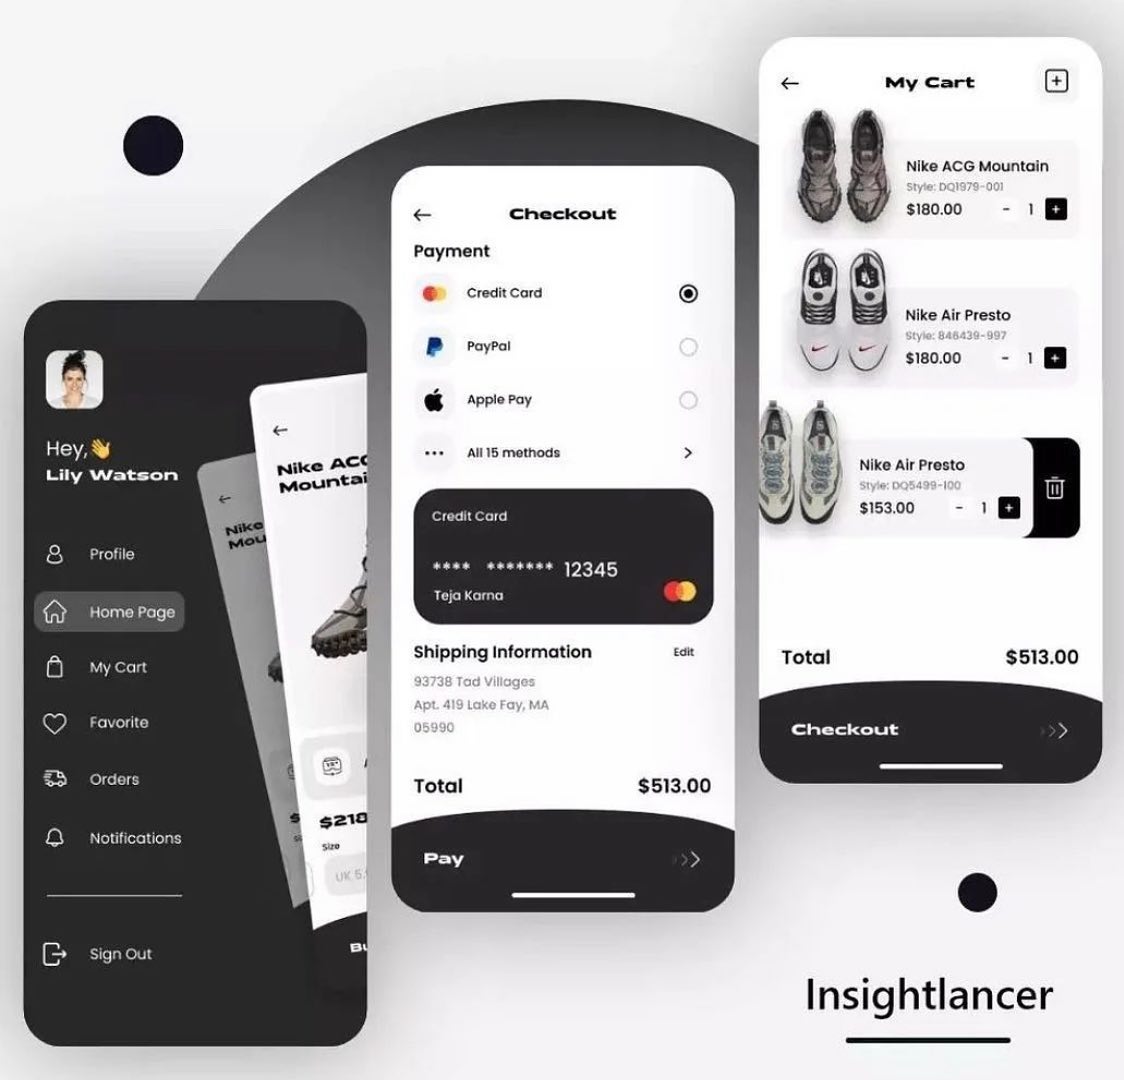 Hey,👋
Lily Watson
Profile
Home Page
My Cart
Favorite
Orders
Notifications
Sign Out
Nike
Mou
Nike ACG
Mountai
$218
Size
UK 5.
Bu
Checkout
Payment
Credit Card
PayPal
Apple Pay
All 15 methods
Credit Card
**** ******* 12345
Teja Karna
Shipping Information Edit
93738 Tad Villages
Apt. 419 Lake Fay, MA
05990
Total $513.00
Pay
My Cart
Nike ACG Mountain
Style: DQ1979-001
$180.00 - 1 +
Nike Air Presto
Style: 846439-997
$180.00 - 1 +
Nike Air Presto
Style: DQ5499-100
$153.00 - 1 +
Total $513.00
Checkout
Insightlancer